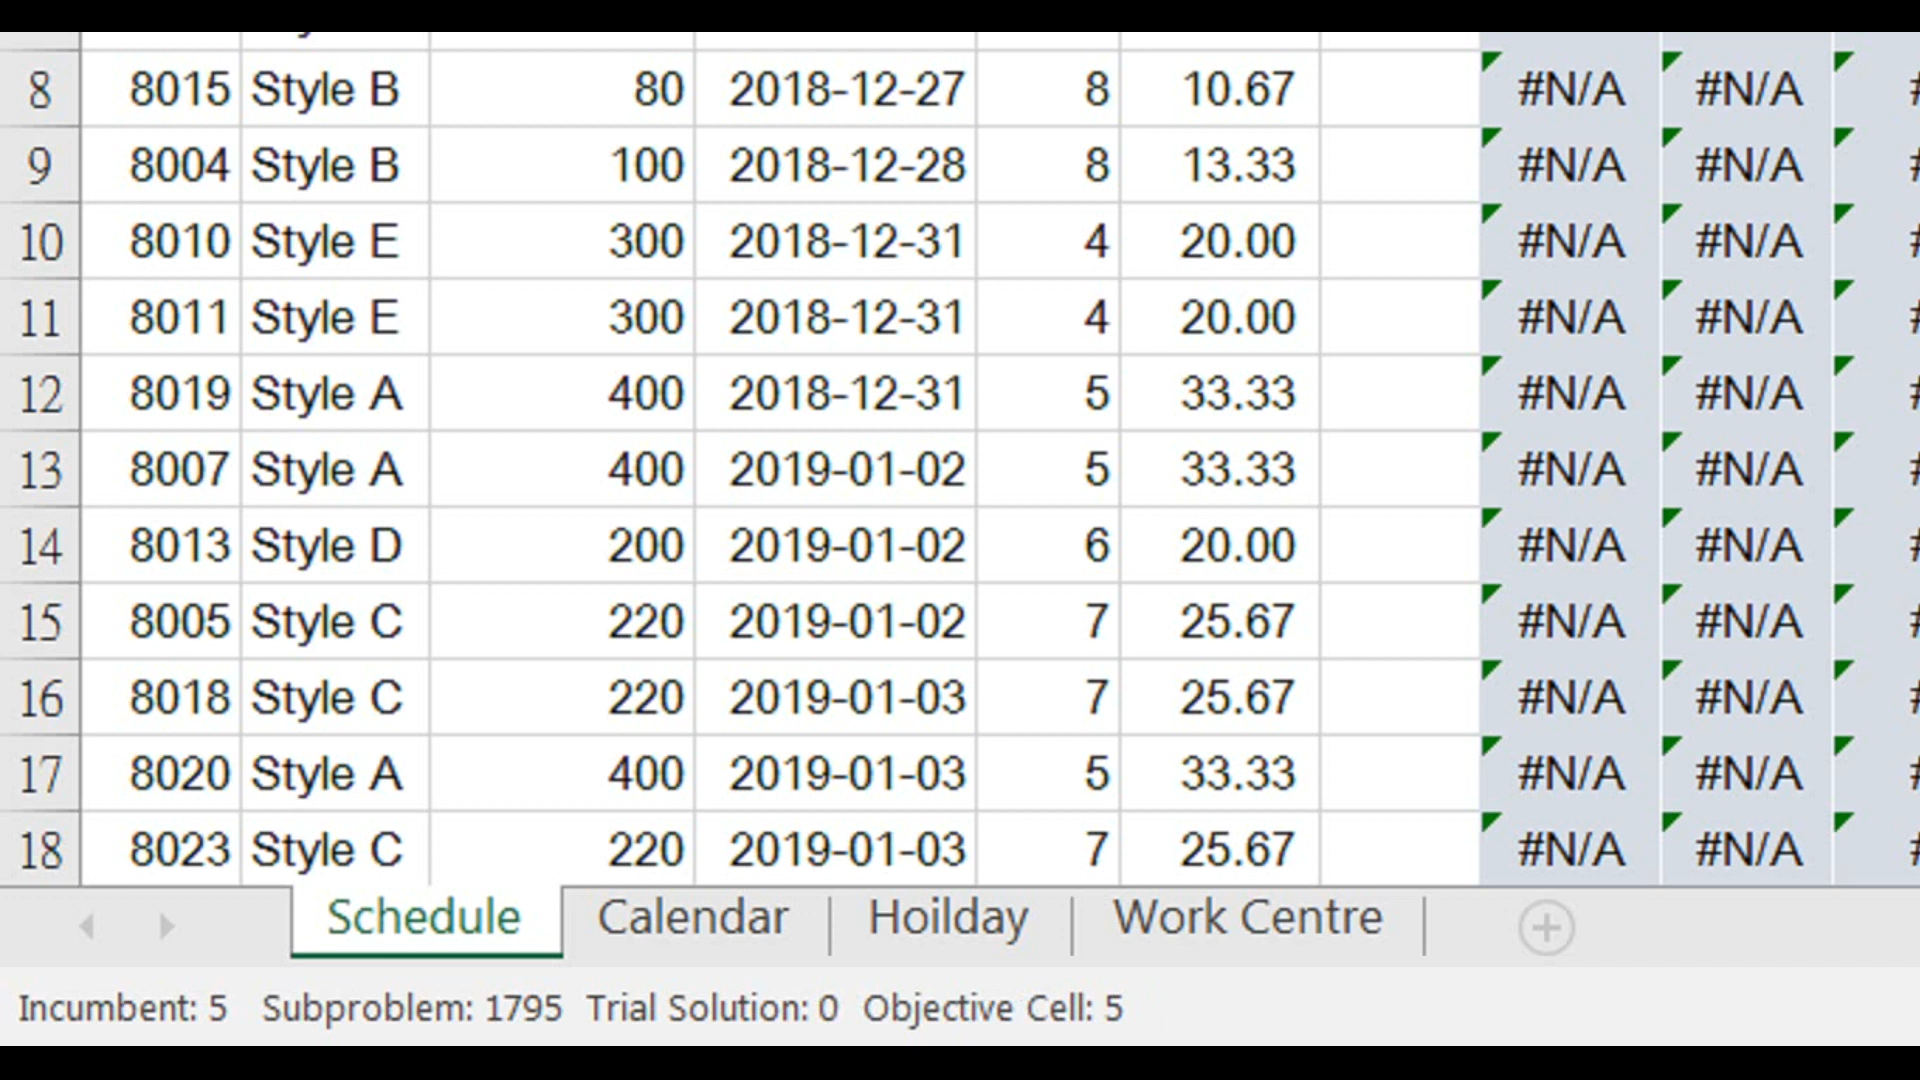 8 8015 Style B 80 2018-12-27 8 10.67 #N/A #N/A #
9 8004 Style B 100 2018-12-28 8 13.33 #N/A #N/A #
10 8010 Style E 300 2018-12-31 4 20.00 #N/A #N/A #
11 8011 Style E 300 2018-12-31 4 20.00 #N/A #N/A #
12 8019 Style A 400 2018-12-31 5 33.33 #N/A #N/A #
13 8007 Style A 400 2019-01-02 5 33.33 #N/A #N/A #
14 8013 Style D 200 2019-01-02 6 20.00 #N/A #N/A #
15 8005 Style C 220 2019-01-02 7 25.67 #N/A #N/A #
16 8018 Style C 220 2019-01-03 7 25.67 #N/A #N/A #
17 8020 Style A 400 2019-01-03 5 33.33 #N/A #N/A #
18 8023 Style C 220 2019-01-03 7 25.67 #N/A #N/A #
Schedule Calendar Hoilday Work Centre
Incumbent: 5 Subproblem: 1795 Trial Solution: 0 Objective Cell: 5